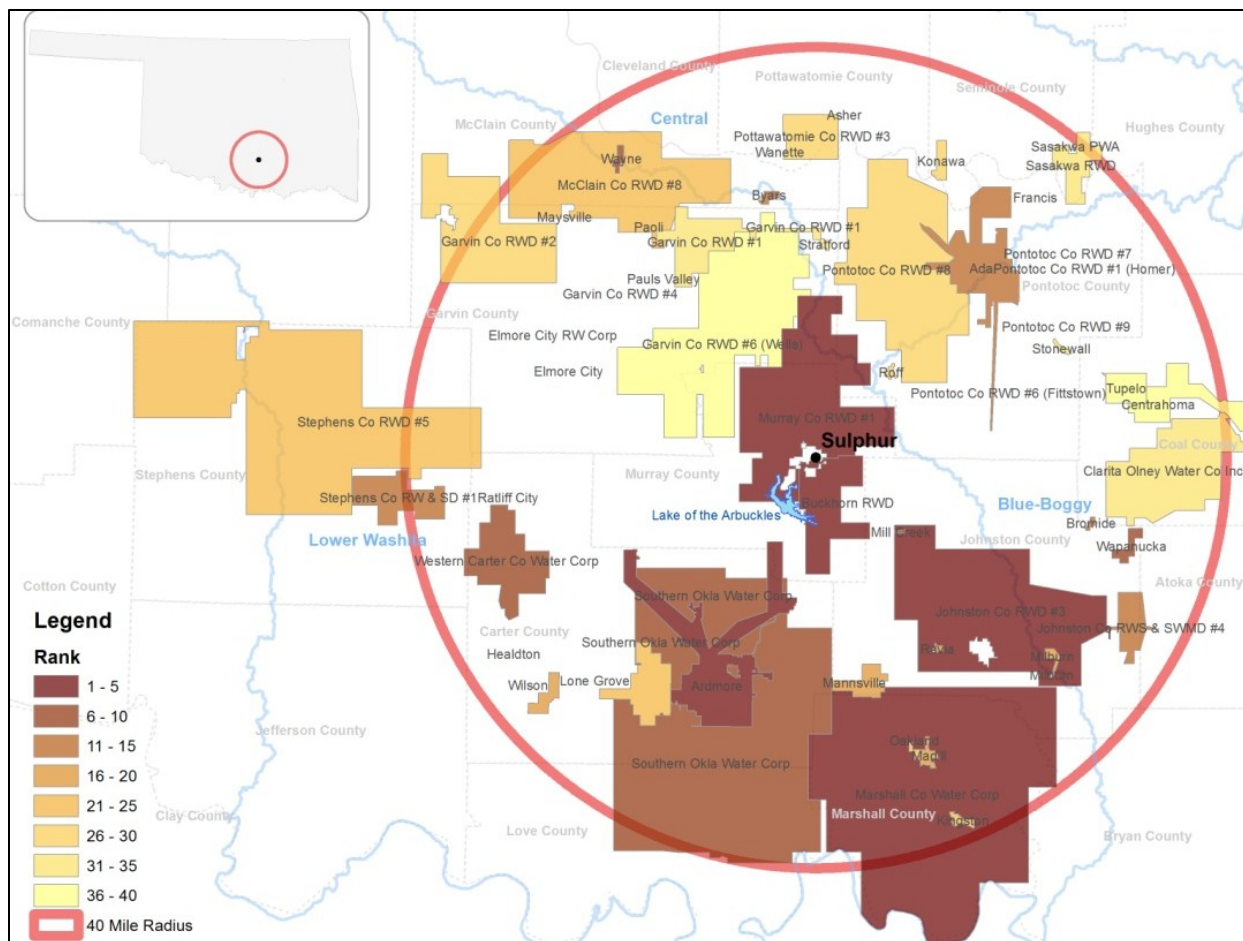 Cleveland County
Pottawatomie County
Seminole County
Hughes County
McClain County
Central
Asher
Pottawatomie Co RWD #3
Wanette
Konawa
Sasakwa PWA
Sasakwa RWD
Wayne
McClain Co RWD #8
Byars
Francis
Maysville
Paoli
Garvin Co RWD #1
Garvin Co RWD #2
Garvin Co RWD #1
Stratford
Pontotoc Co RWD #7
Pontotoc Co RWD #8
Ada
Pontotoc Co RWD #1 (Homer)
Pontotoc County
Pauls Valley
Garvin Co RWD #4
Comanche County
Garvin County
Elmore City RW Corp
Garvin Co RWD #6 (Wells)
Pontotoc Co RWD #9
Stonewall
Elmore City
Roff
Pontotoc Co RWD #6 (Fittstown)
Tupelo
Centrahoma
Stephens Co RWD #5
Murray Co RWD #1
Sulphur
Coal County
Clarita Olney Water Co Inc
Stephens County
Murray County
Stephens Co RW & SD #1
Ratliff City
Buckhorn RWD
Lake of the Arbuckles
Blue-Boggy
Bromide
Lower Washita
Mill Creek
Johnston County
Wapanucka
Western Carter Co Water Corp
Cotton County
Atoka County
Southern Okla Water Corp
Johnston Co RWD #3
Legend
Rank
1 - 5
6 - 10
11 - 15
16 - 20
21 - 25
26 - 30
31 - 35
36 - 40
40 Mile Radius
Carter County
Southern Okla Water Corp
Johnston Co RWS & SWMD #4
Healdton
Ravia
Milburn
Wilson
Lone Grove
Ardmore
Mannsville
Jefferson County
Oakland
Madill
Southern Okla Water Corp
Marshall Co Water Corp
Clay County
Love County
Marshall County
Kingston
Bryan County